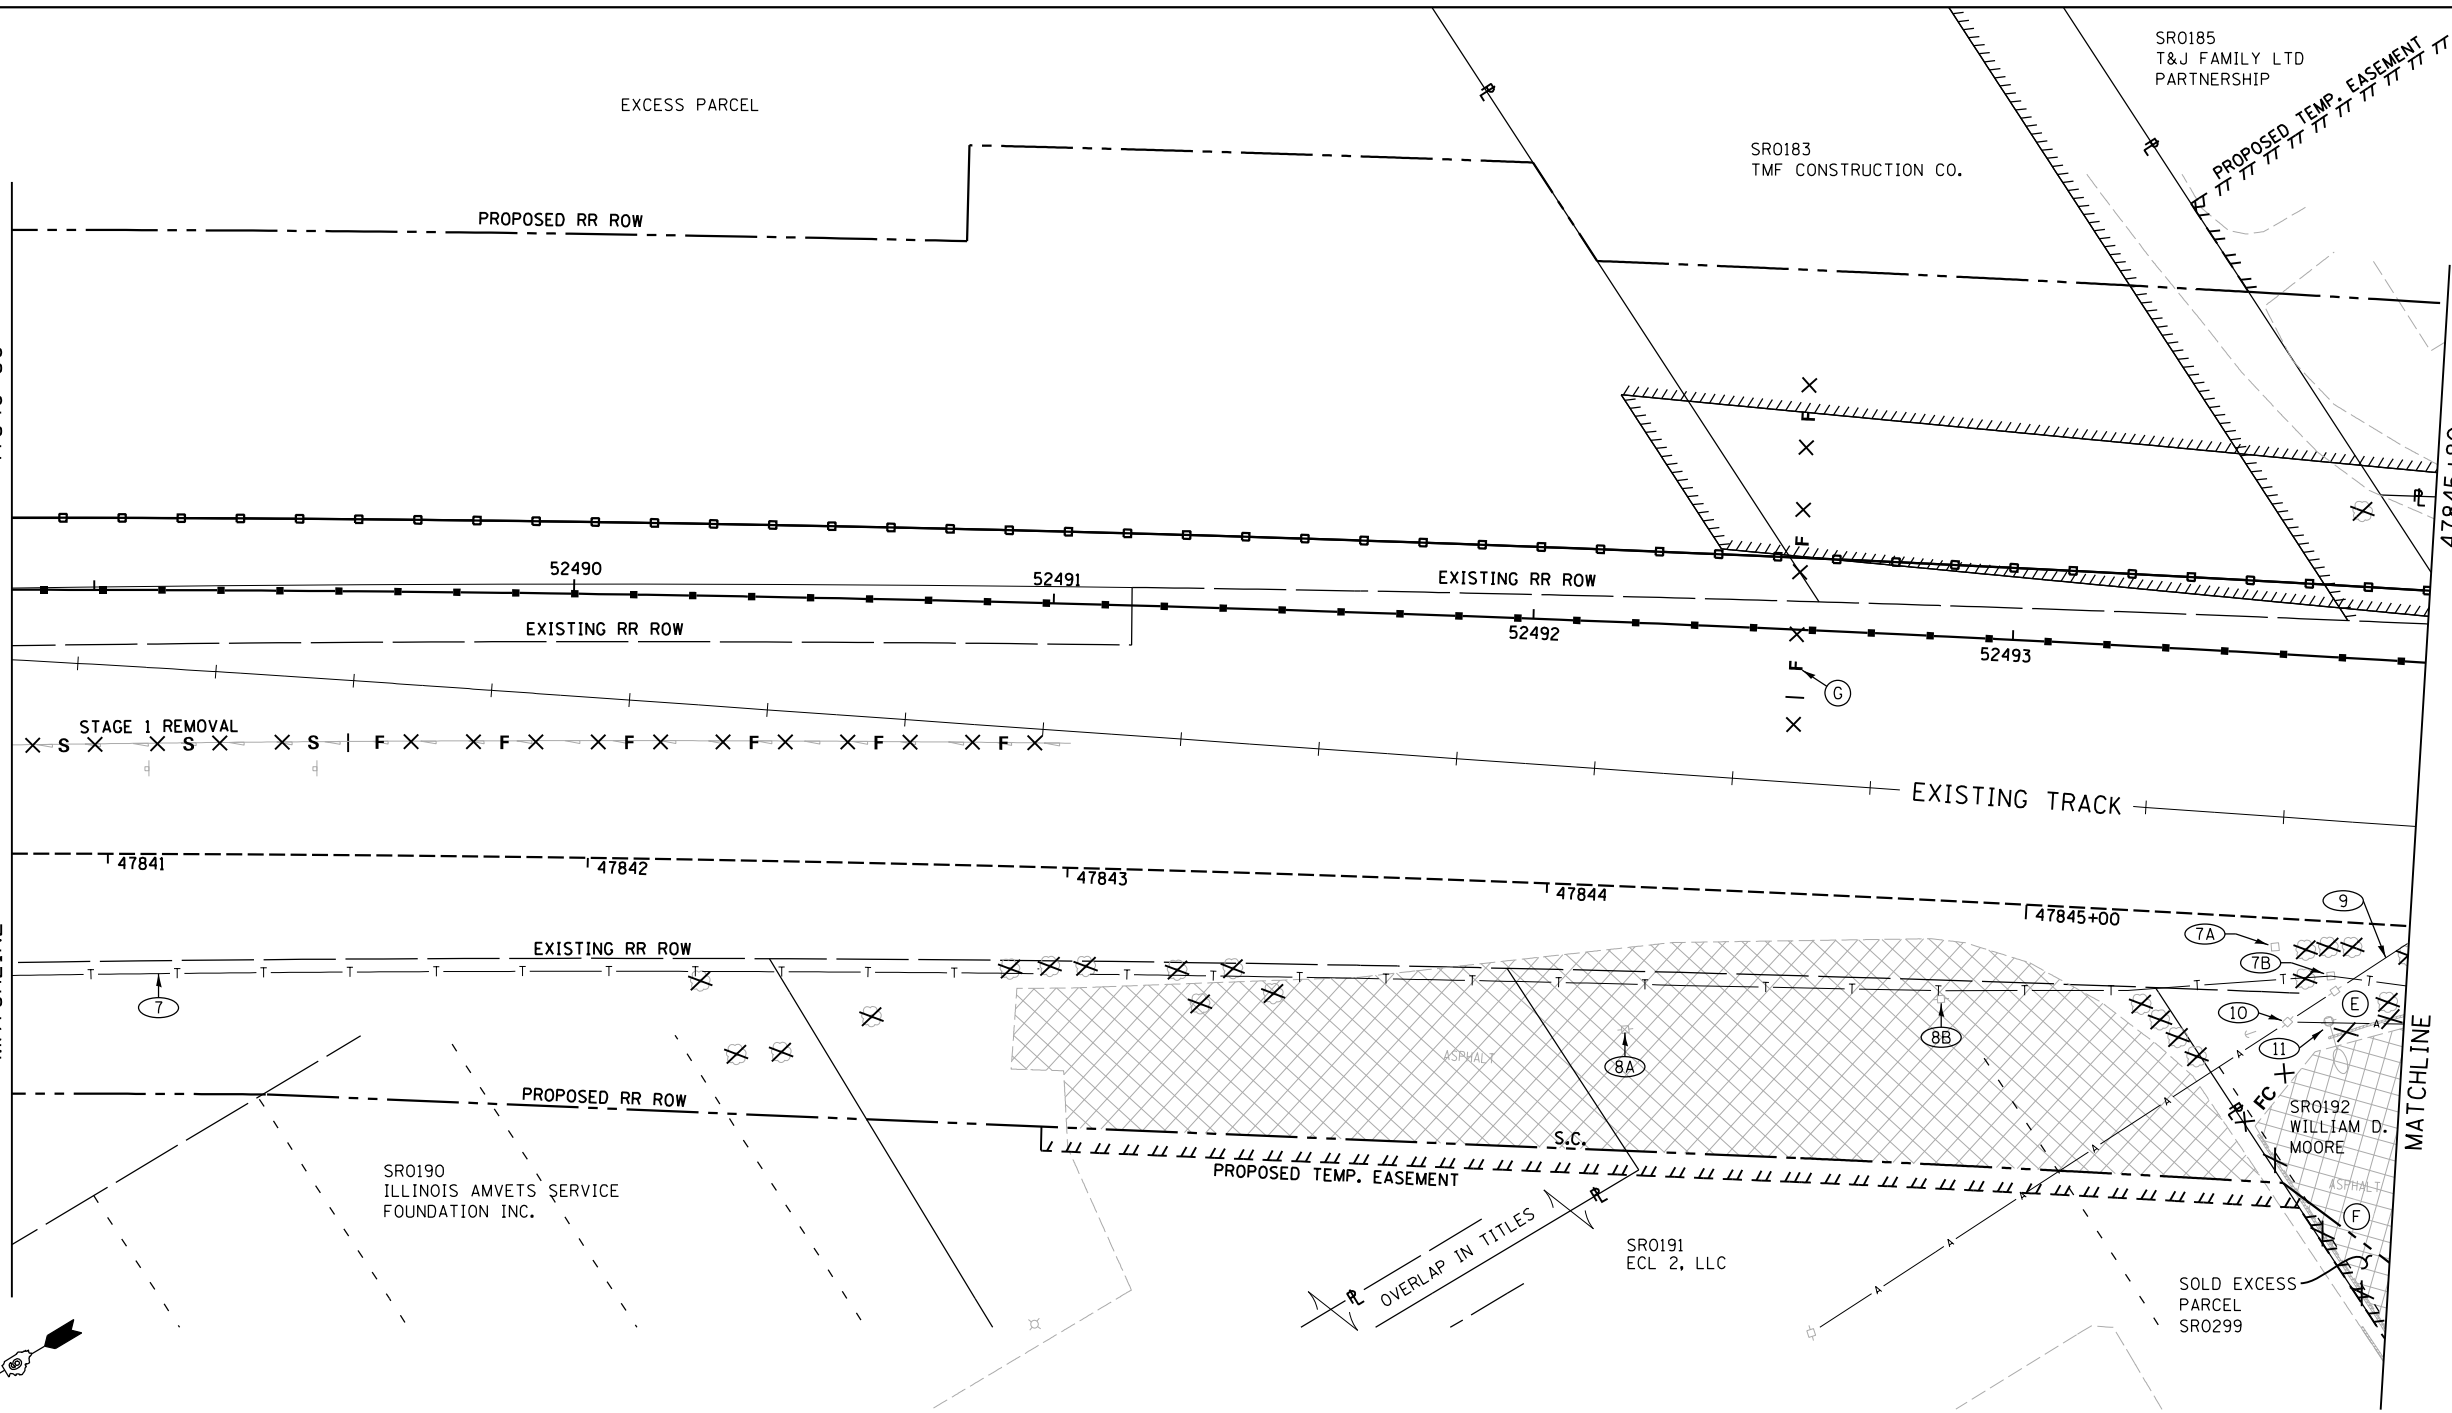 SR0185
T&J FAMILY LTD
PARTNERSHIP
PROPOSED TEMP. EASEMENT
EXCESS PARCEL
SR0183
TMF CONSTRUCTION CO.
PROPOSED RR ROW
52490
52491
EXISTING RR ROW
EXISTING RR ROW
52492
52493
G
STAGE 1 REMOVAL
S
S
S
F
F
F
F
F
F
F
F
F
EXISTING TRACK
47841
47842
47843
47844
47845+00
9
7A
7B
EXISTING RR ROW
7
10
E
11
8A
8B
ASPHALT
PROPOSED RR ROW
FC
SR0192
WILLIAM D.
MOORE
MATCHLINE
S.C.
PROPOSED TEMP. EASEMENT
SR0190
ILLINOIS AMVETS SERVICE
FOUNDATION INC.
ASPHALT
F
OVERLAP IN TITLES
SR0191
ECL 2, LLC
SOLD EXCESS
PARCEL
SR0299